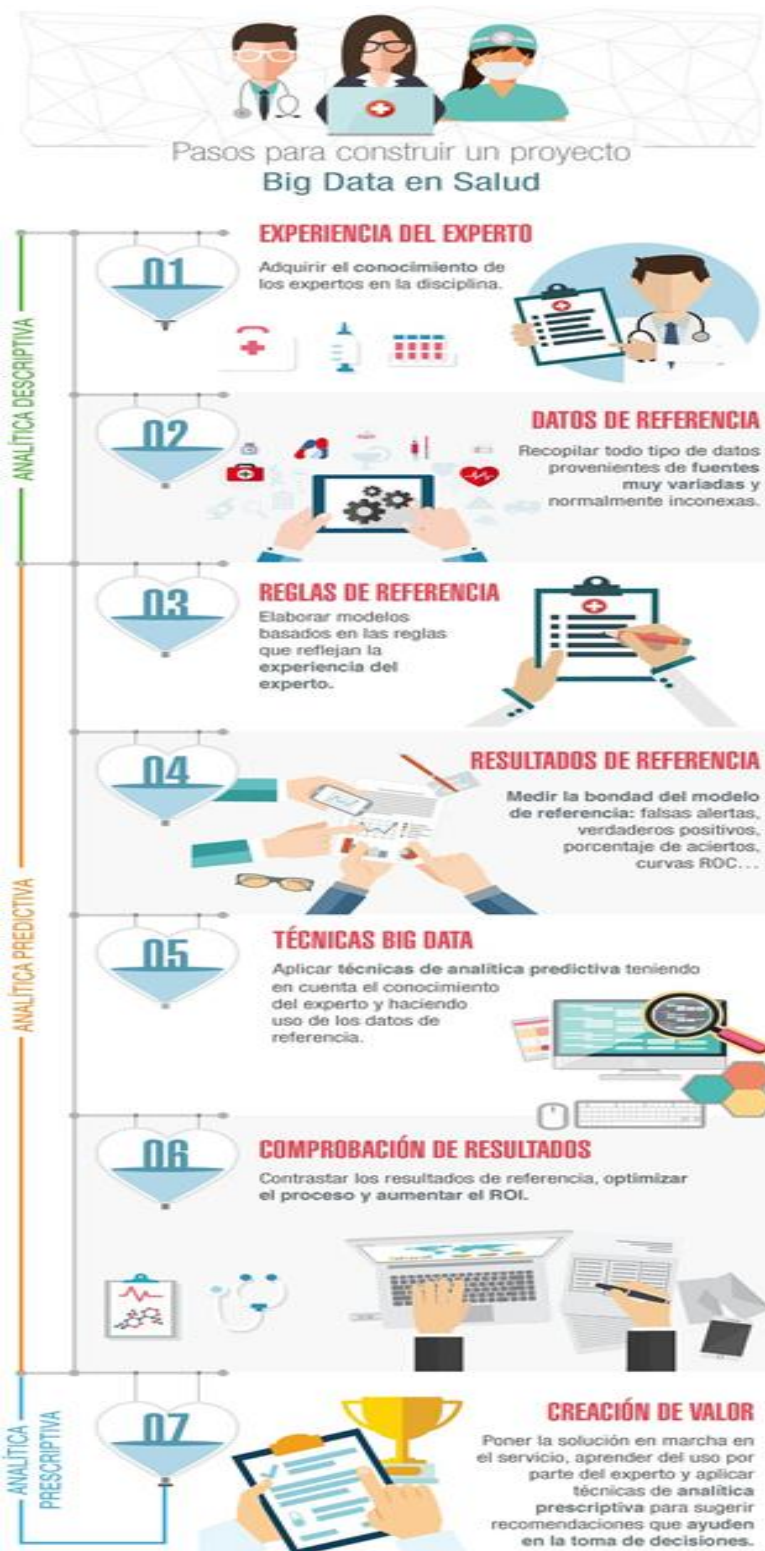 Pasos para construir un proyecto
Big Data en Salud
ANALÍTICA DESCRIPTIVA
01
EXPERIENCIA DEL EXPERTO
Adquirir el conocimiento de
los expertos en la disciplina.
02
DATOS DE REFERENCIA
Recopilar todo tipo de datos
provenientes de fuentes
muy variadas y
normalmente inconexas.
ANALÍTICA PREDICTIVA
03
REGLAS DE REFERENCIA
Elaborar modelos
basados en las reglas
que reflejan la
experiencia del
experto.
04
RESULTADOS DE REFERENCIA
Medir la bondad del modelo
de referencia: falsas alertas,
verdaderos positivos,
porcentaje de aciertos,
curvas ROC...
05
TÉCNICAS BIG DATA
Aplicar técnicas de analítica predictiva teniendo
en cuenta el conocimiento
del experto y haciendo
uso de los datos de
referencia.
06
COMPROBACIÓN DE RESULTADOS
Contrastar los resultados de referencia, optimizar
el proceso y aumentar el ROI.
ANALÍTICA
PRESCRIPTIVA
07
CREACIÓN DE VALOR
Poner la solución en marcha en
el servicio, aprender del uso por
parte del experto y aplicar
técnicas de analítica
prescriptiva para sugerir
recomendaciones que ayuden
en la toma de decisiones.